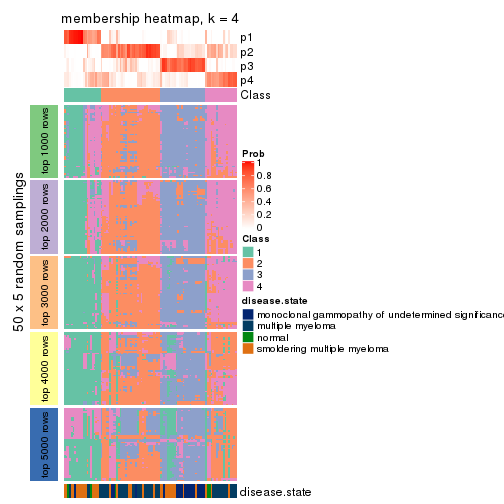 membership heatmap, k = 4
p1
p2
p3
p4
Class
50 x 5 random samplings
top 1000 rows
top 2000 rows
top 3000 rows
top 4000 rows
top 5000 rows
Prob
1
0.8
0.6
0.4
0.2
0
Class
1
2
3
4
disease.state
monoclonal gammopathy of undetermined significance
multiple myeloma
normal
smoldering multiple myeloma
disease.state